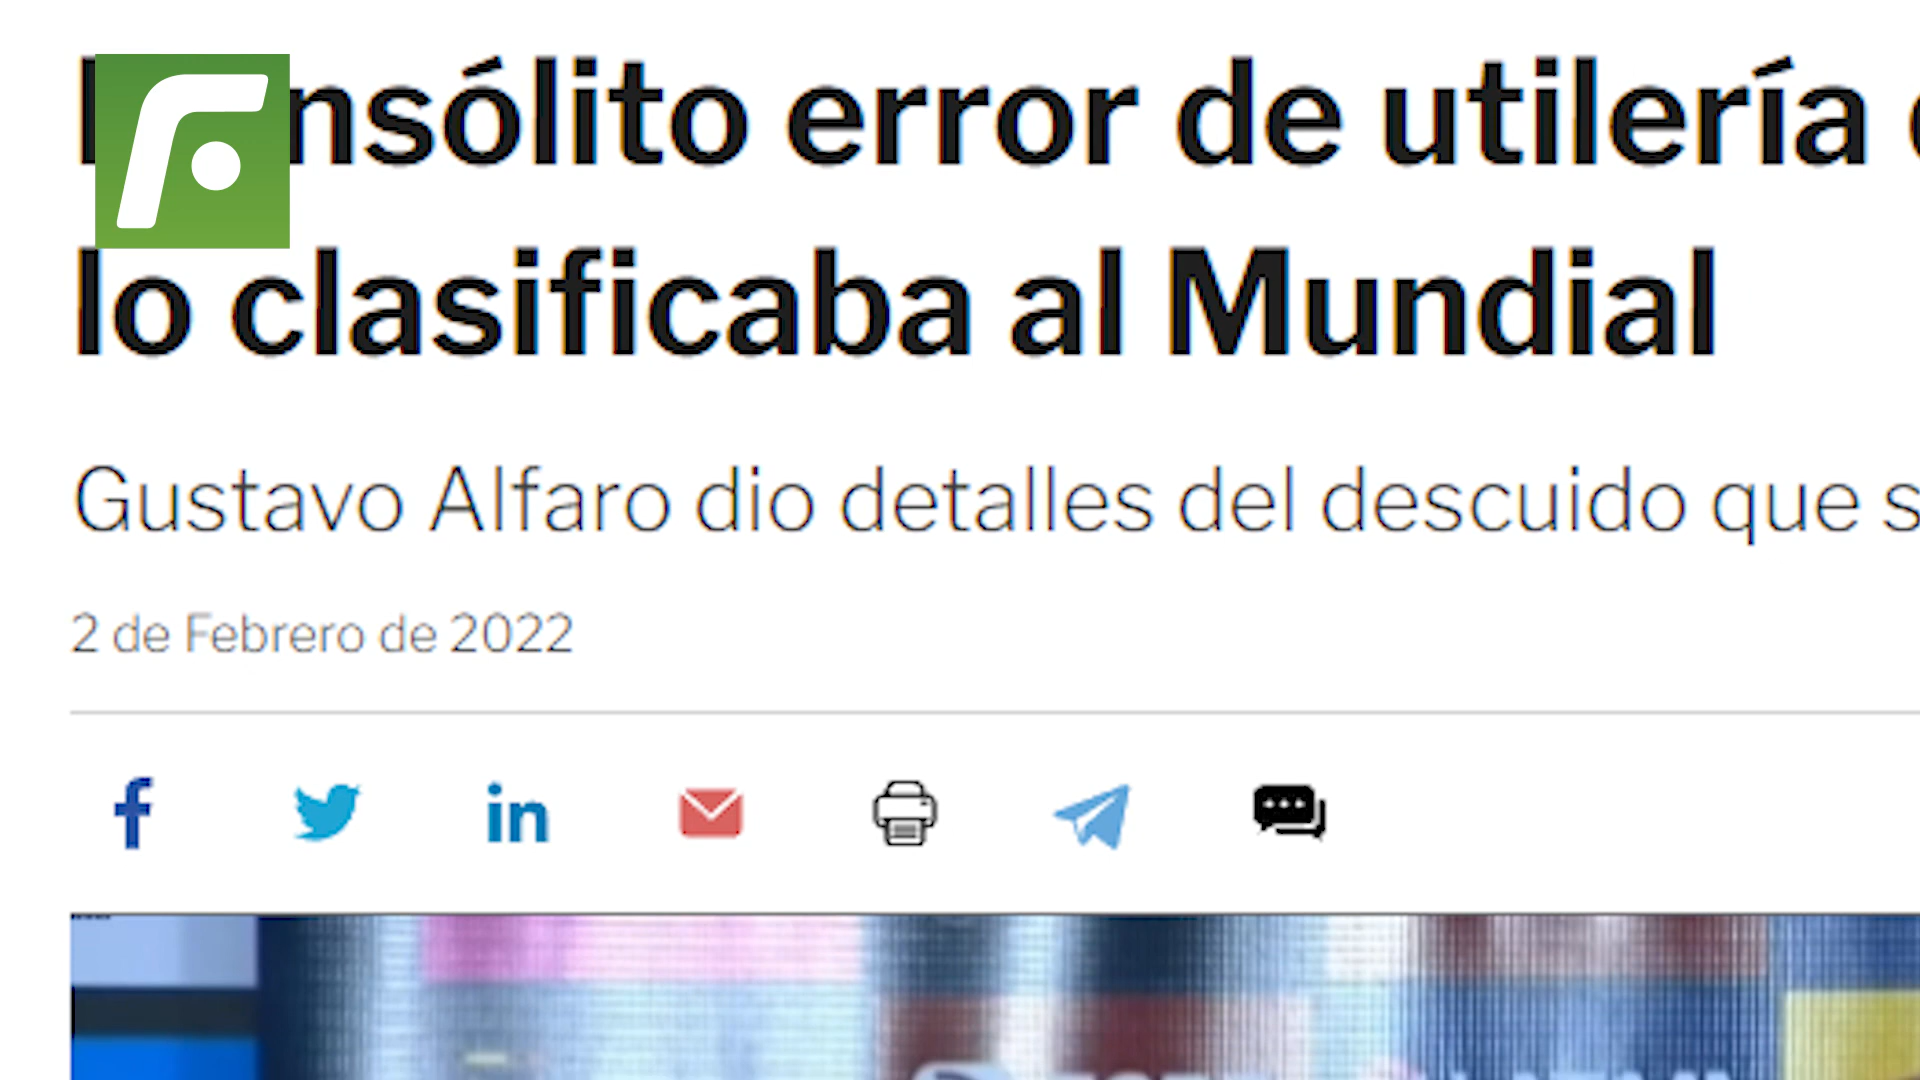 insólito error de utilería
lo clasificaba al Mundial
Gustavo Alfaro dio detalles del descuido que
2 de Febrero de 2022